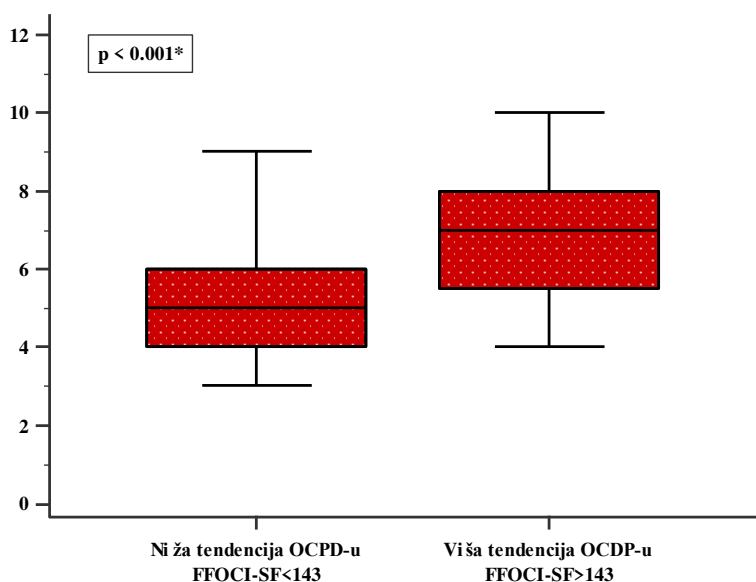 12
p < 0.001*
10
8
6
4
2
0
Ni ža tendencija OCPD-u
FFOCI-SF<143
Vi ša tendencija OCDP-u
FFOCI-SF>143